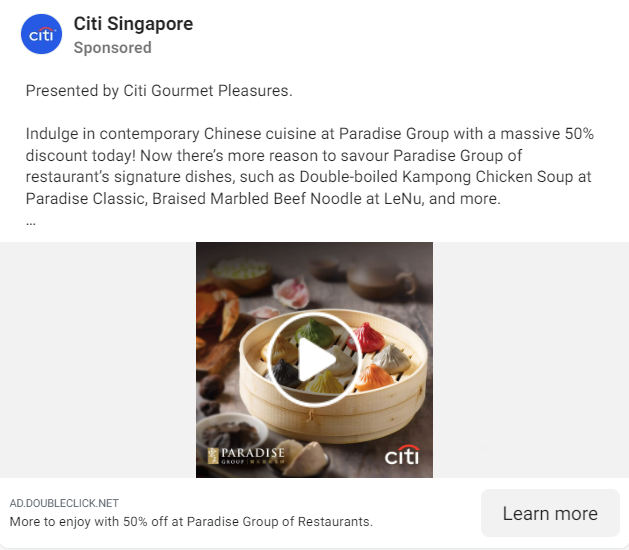 citi
Citi Singapore
Sponsored
Presented by Citi Gourmet Pleasures.
Indulge in contemporary Chinese cuisine at Paradise Group with a massive 50%
discount today! Now there’s more reason to savour Paradise Group of
restaurant’s signature dishes, such as Double-boiled Kampong Chicken Soup at
Paradise Classic, Braised Marbled Beef Noodle at LeNu, and more.
...
PARADISE
GROUP
citi
AD.DOUBLECLICK.NET
More to enjoy with 50% off at Paradise Group of Restaurants.
Learn more